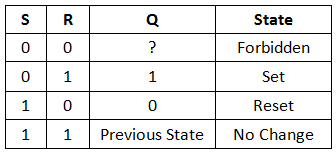 S R Q State
0 0 ? Forbidden
0 1 1 Set
1 0 0 Reset
1 1 Previous State No Change